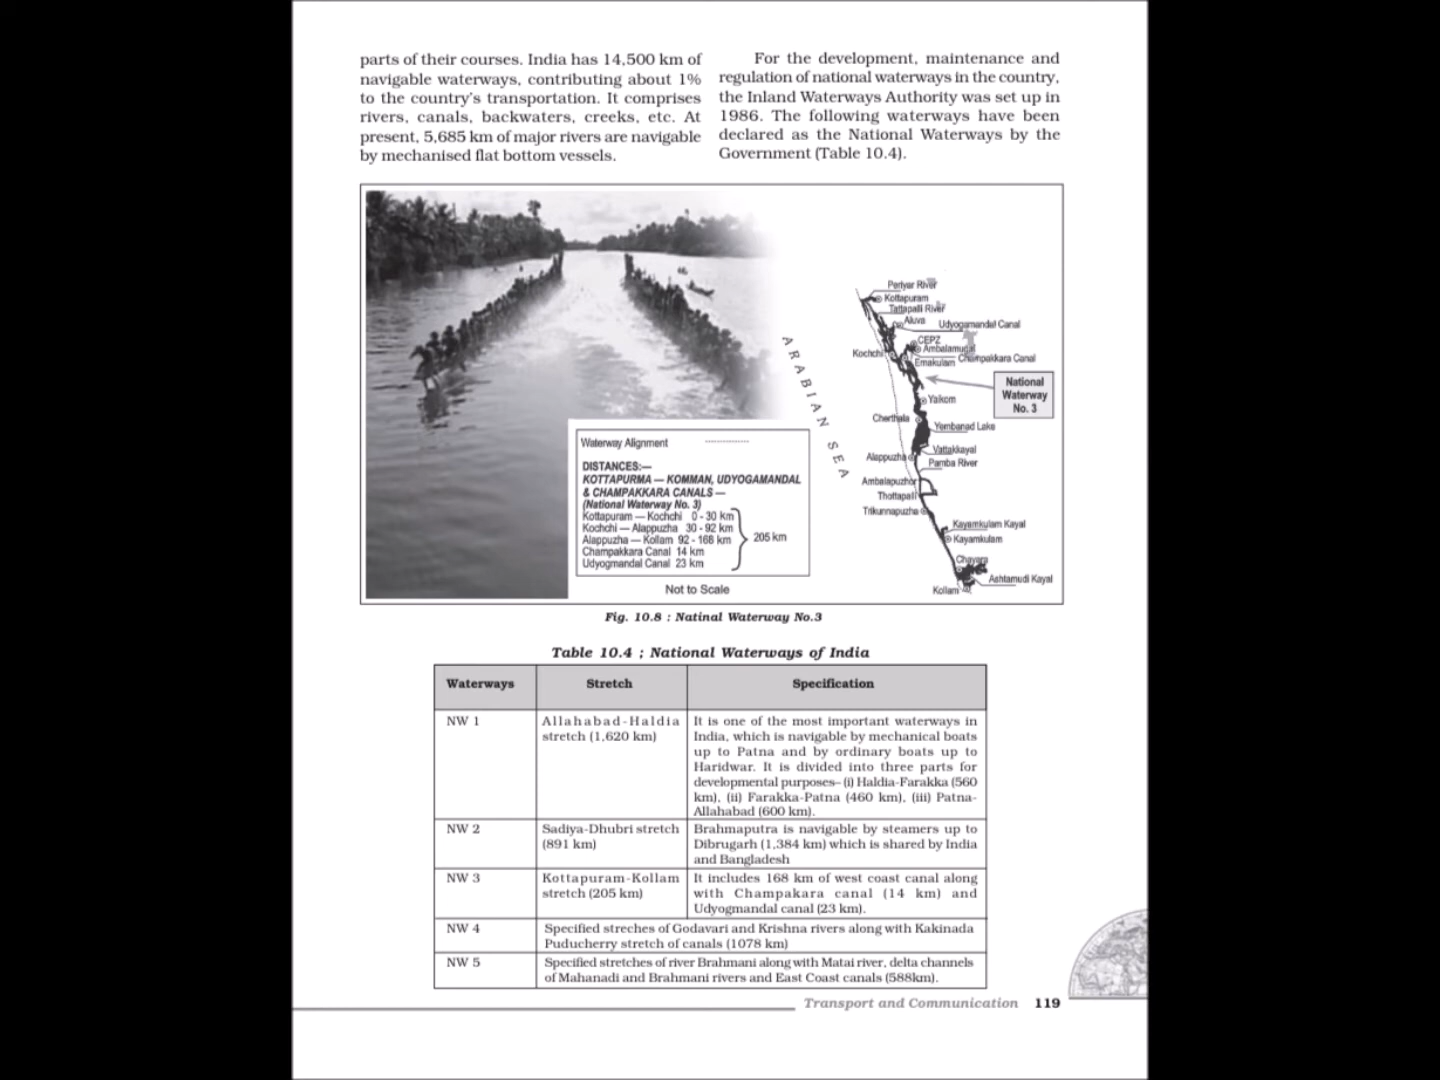 parts of their courses. India has 14,500 km of
navigable waterways, contributing about 1%
to the country's transportation. It comprises
rivers, canals, backwaters, creeks, etc. At
present, 5,685 km of major rivers are navigable
by mechanised flat bottom vessels.
For the development, maintenance and
regulation of national waterways in the country,
the Inland Waterways Authority was set up in
1986. The following waterways have been
declared as the National Waterways by the
Government (Table 10.4).
Periyar River
Kottapuram
Tattapalli River
Aluva
Udyogamandal Canal
CEPZ
Ambalamugal
Kochchi
Ernakulam
Champakkara Canal
National
Waterway
No. 3
Vaikom
Cherthala
Vembanad Lake
Vattakkayal
Alappuzha
Pamba River
Ambalapuzha
Thottapali
Trikunnapuzha
Kayamkulam Kayal
Kayamkulam
Chavara
Ashtamudi Kayal
Kollam
ARABIAN SEA
Waterway Alignment
DISTANCES:—
KOTTAPURMA — KOMMAN, UDYOGAMANDAL
& CHAMPAKKARA CANALS —
(National Waterway No. 3)
Kottapuram — Kochchi 0 - 30 km
Kochchi — Alappuzha 30 - 92 km
Alappuzha — Kollam 92 - 168 km
Champakkara Canal 14 km
Udyogmandal Canal 23 km
205 km
Not to Scale
Fig. 10.8 : Natinal Waterway No.3
Table 10.4 ; National Waterways of India
Waterways Stretch Specification
NW 1 Allahabad-Haldia stretch (1,620 km)
It is one of the most important waterways in
India, which is navigable by mechanical boats
up to Patna and by ordinary boats up to
Haridwar. It is divided into three parts for
developmental purposes– (i) Haldia-Farakka (560
km), (ii) Farakka-Patna (460 km), (iii) Patna-
Allahabad (600 km).
NW 2 Sadiya-Dhubri stretch
(891 km)
Brahmaputra is navigable by steamers up to
Dibrugarh (1,384 km) which is shared by India
and Bangladesh
NW 3 Kottapuram-Kollam
stretch (205 km)
It includes 168 km of west coast canal along
with Champakara canal (14 km) and
Udyogmandal canal (23 km).
NW 4 Specified streches of Godavari and Krishna rivers along with Kakinada
Puducherry stretch of canals (1078 km)
NW 5 Specified stretches of river Brahmani along with Matai river, delta channels
of Mahanadi and Brahmani rivers and East Coast canals (588km).
Transport and Communication 119